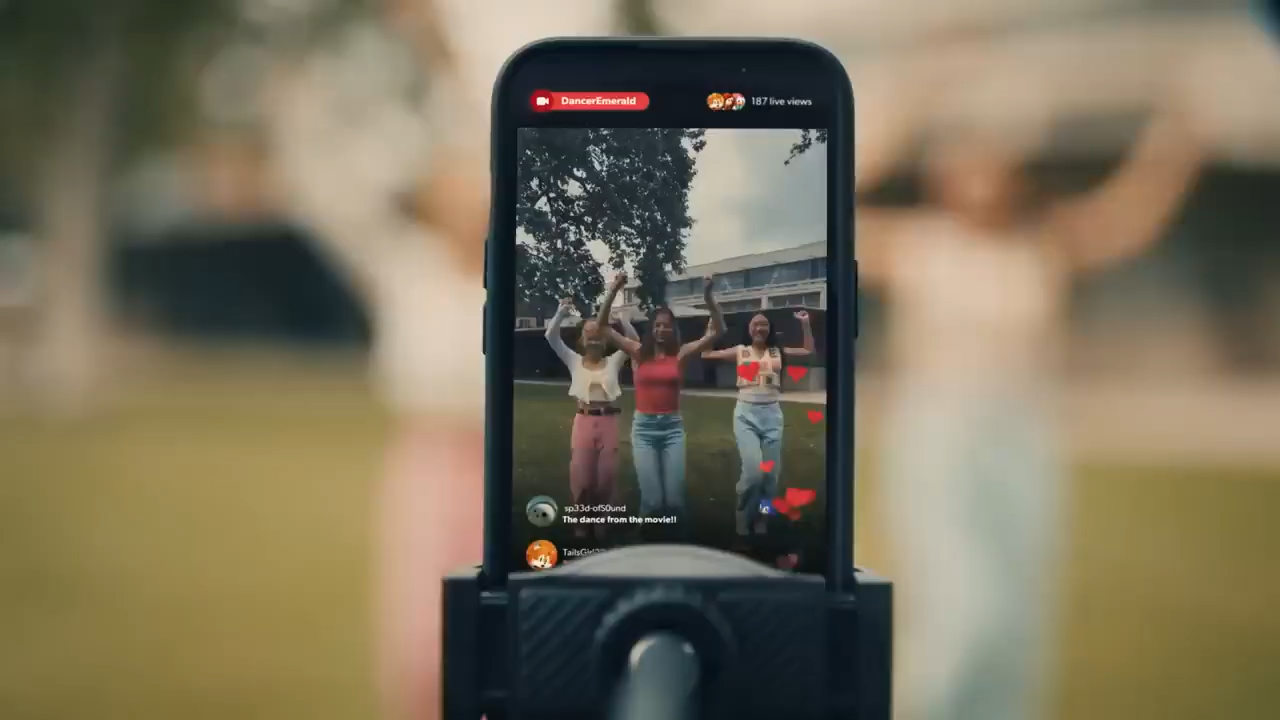 DancerEmerald
187 live views
sp33d-of50und
The dance from the movie!!